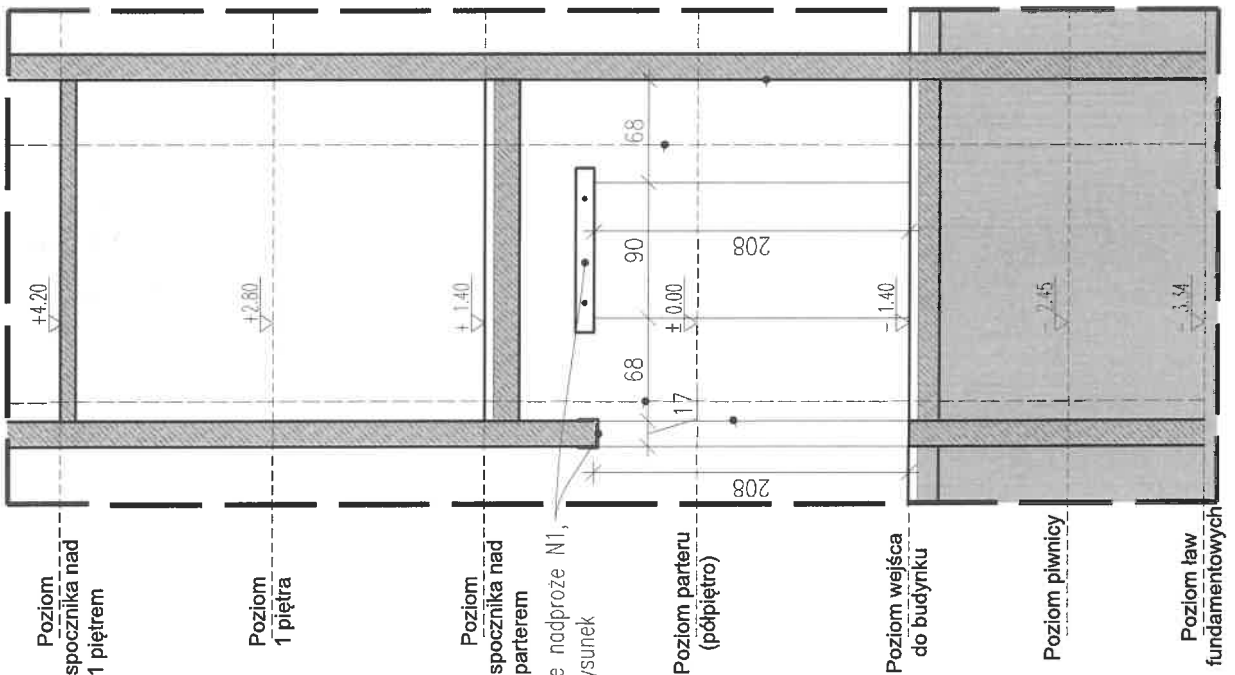 Poziom
spocznika nad
1 piętrem
+4.20
Poziom
1 piętra
+2.80
Poziom
spocznika nad
parterem
+ 1.40
e nadproże N1,
ysunek
68
90
68
17
208
208
Poziom parteru
(półpiętro)
± 0.00
Poziom wejśca
do budynku
- 1.40
Poziom piwnicy
- 2.45
Poziom ław
fundamentowych
- 3.34